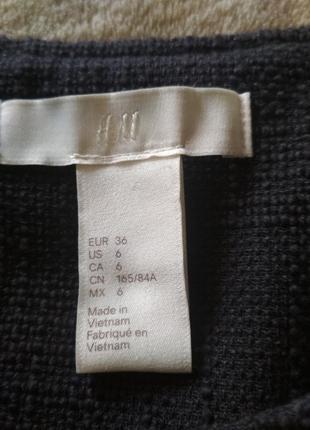 H&M
EUR 36
US 6
CA 6
CN 165/84A
MX 6
Made in
Vietnam
Fabriqué en
Vietnam